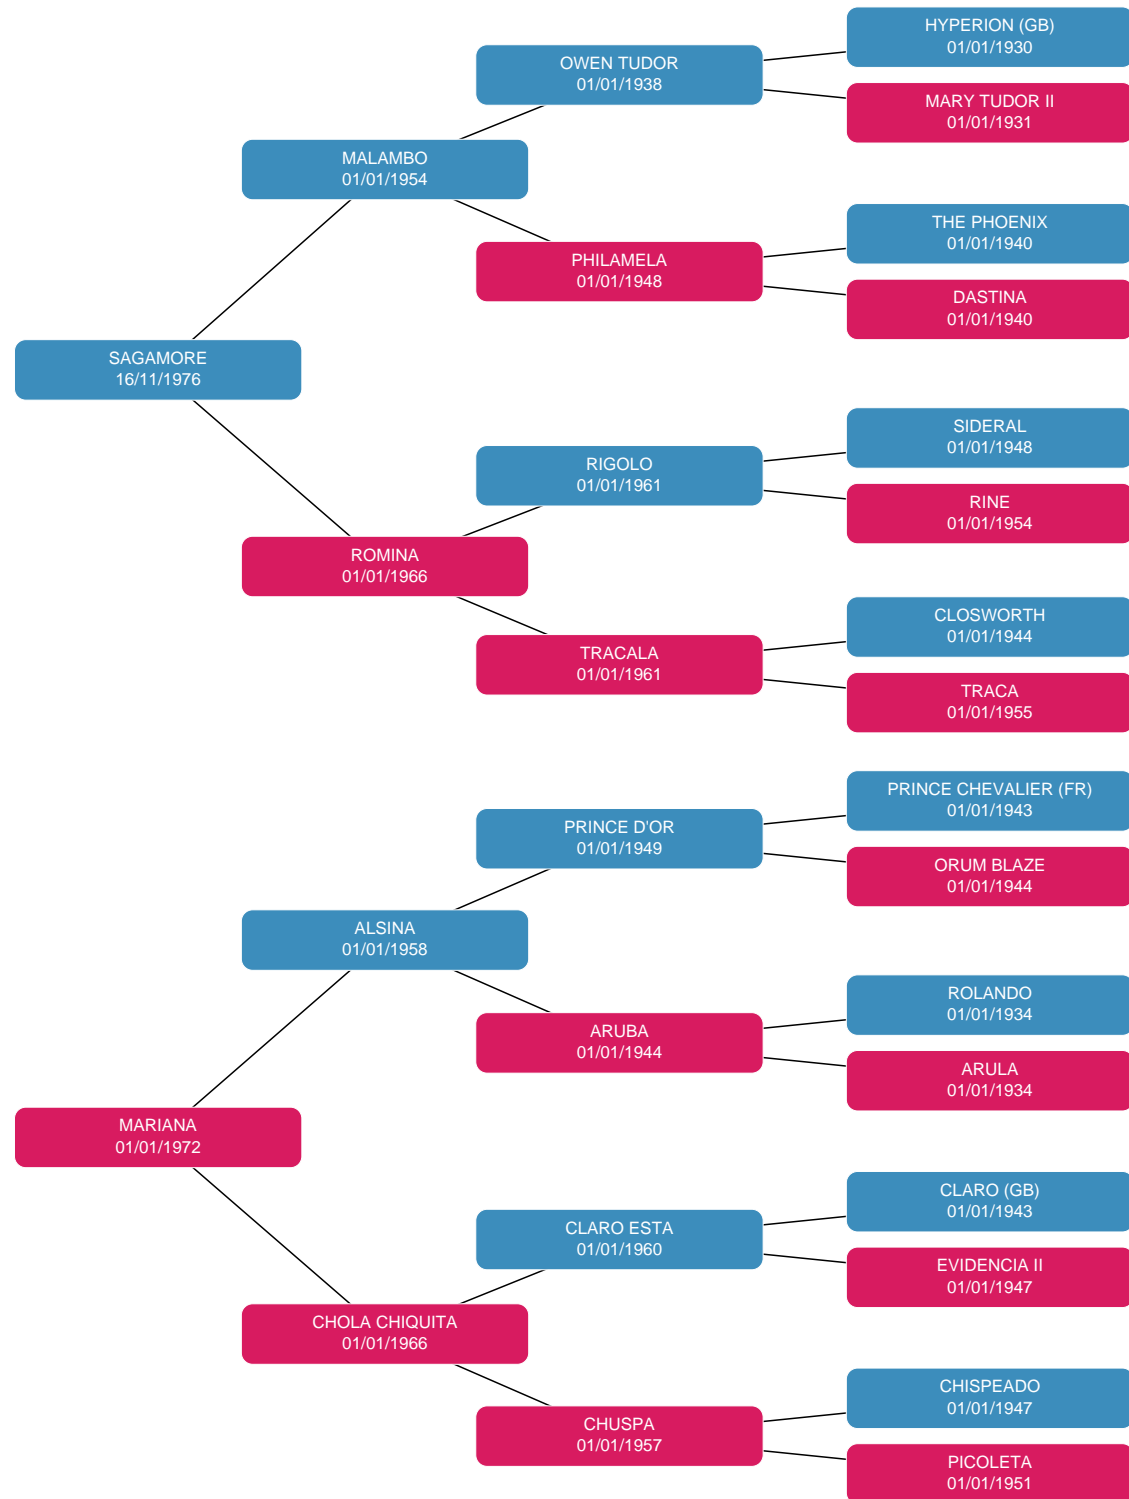 HYPERION (GB)
01/01/1930
OWEN TUDOR
01/01/1938
MARY TUDOR II
01/01/1931
MALAMBO
01/01/1954
THE PHOENIX
01/01/1940
PHILAMELA
01/01/1948
DASTINA
01/01/1940
SAGAMORE
16/11/1976
SIDERAL
01/01/1948
RIGOLO
01/01/1961
RINE
01/01/1954
ROMINA
01/01/1966
CLOSWORTH
01/01/1944
TRACALA
01/01/1961
TRACA
01/01/1955
PRINCE CHEVALIER (FR)
01/01/1943
PRINCE D'OR
01/01/1949
ORUM BLAZE
01/01/1944
ALSINA
01/01/1958
ROLANDO
01/01/1934
ARUBA
01/01/1944
ARULA
01/01/1934
MARIANA
01/01/1972
CLARO (GB)
01/01/1943
CLARO ESTA
01/01/1960
EVIDENCIA II
01/01/1947
CHOLA CHIQUITA
01/01/1966
CHISPEADO
01/01/1947
CHUSPA
01/01/1957
PICOLETA
01/01/1951